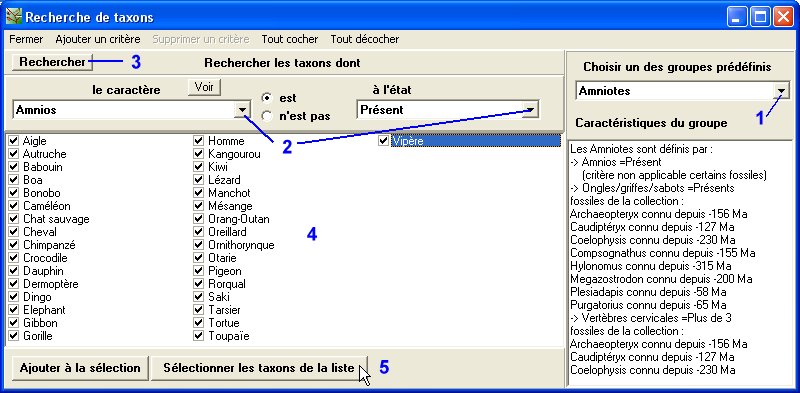 Recherche de taxons
Fermer Ajouter un critère Supprimer un critère Tout cocher Tout décocher
Rechercher 3 Rechercher les taxons dont
le caractère Voir à l'état
Amnios est n'est pas Présent
2
Aigle
Autruche
Babouin
Boa
Bonobo
Caméléon
Chat sauvage
Cheval
Chimpanzé
Crocodile
Dauphin
Dermoptère
Dingo
Elephant
Gibbon
Gorille
Homme
Kangourou
Kiwi
Lézard
Manchot
Mésange
Orang-Outan
Oreillard
Ornithorynque
Otarie
Pigeon
Rorqual
Saki
Tarsier
Tortue
Toupaïe
Vipère
4
Ajouter à la sélection Sélectionner les taxons de la liste 5
Choisir un des groupes prédéfinis
Amniotes
1
Caractéristiques du groupe
Les Amniotes sont définis par :
-> Amnios =Présent
(critère non applicable certains fossiles)
-> Ongles/griffes/sabots =Présents
fossiles de la collection :
Archaeopteryx connu depuis -156 Ma
Caudiptéryx connu depuis -127 Ma
Coelophysis connu depuis -230 Ma
Compsognathus connu depuis -155 Ma
Hylonomus connu depuis -315 Ma
Megazostrodon connu depuis -200 Ma
Plesiadapis connu depuis -58 Ma
Purgatorius connu depuis -65 Ma
-> Vertèbres cervicales =Plus de 3
fossiles de la collection :
Archaeopteryx connu depuis -156 Ma
Caudiptéryx connu depuis -127 Ma
Coelophysis connu depuis -230 Ma